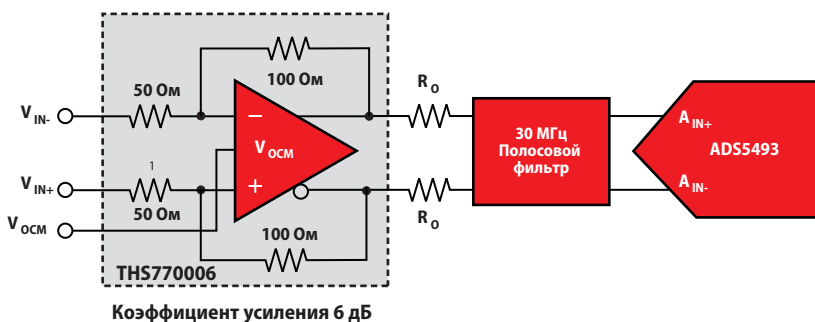 100 Ом
50 Ом
V IN-
−
V OCM
R O
30 МГц
Полосовой
фильтр
A IN+
ADS5493
A IN-
V IN+
1
50 Ом
+
R O
V OCM
100 Ом
THS770006
Коэффициент усиления 6 дБ